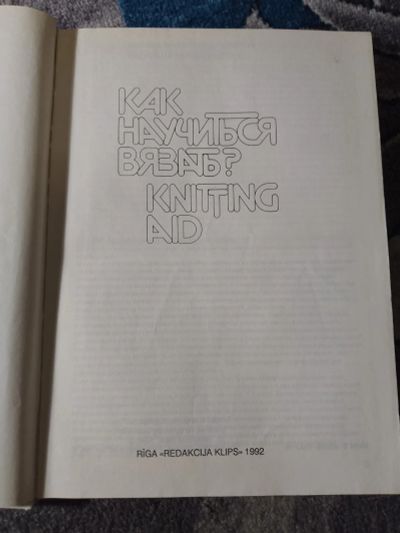 КАК
НАУЧИТЬСЯ
ВЯЗАТЬ?
KNITTING
AID
RĪGA «REDAKCIJA KLIPS» 1992